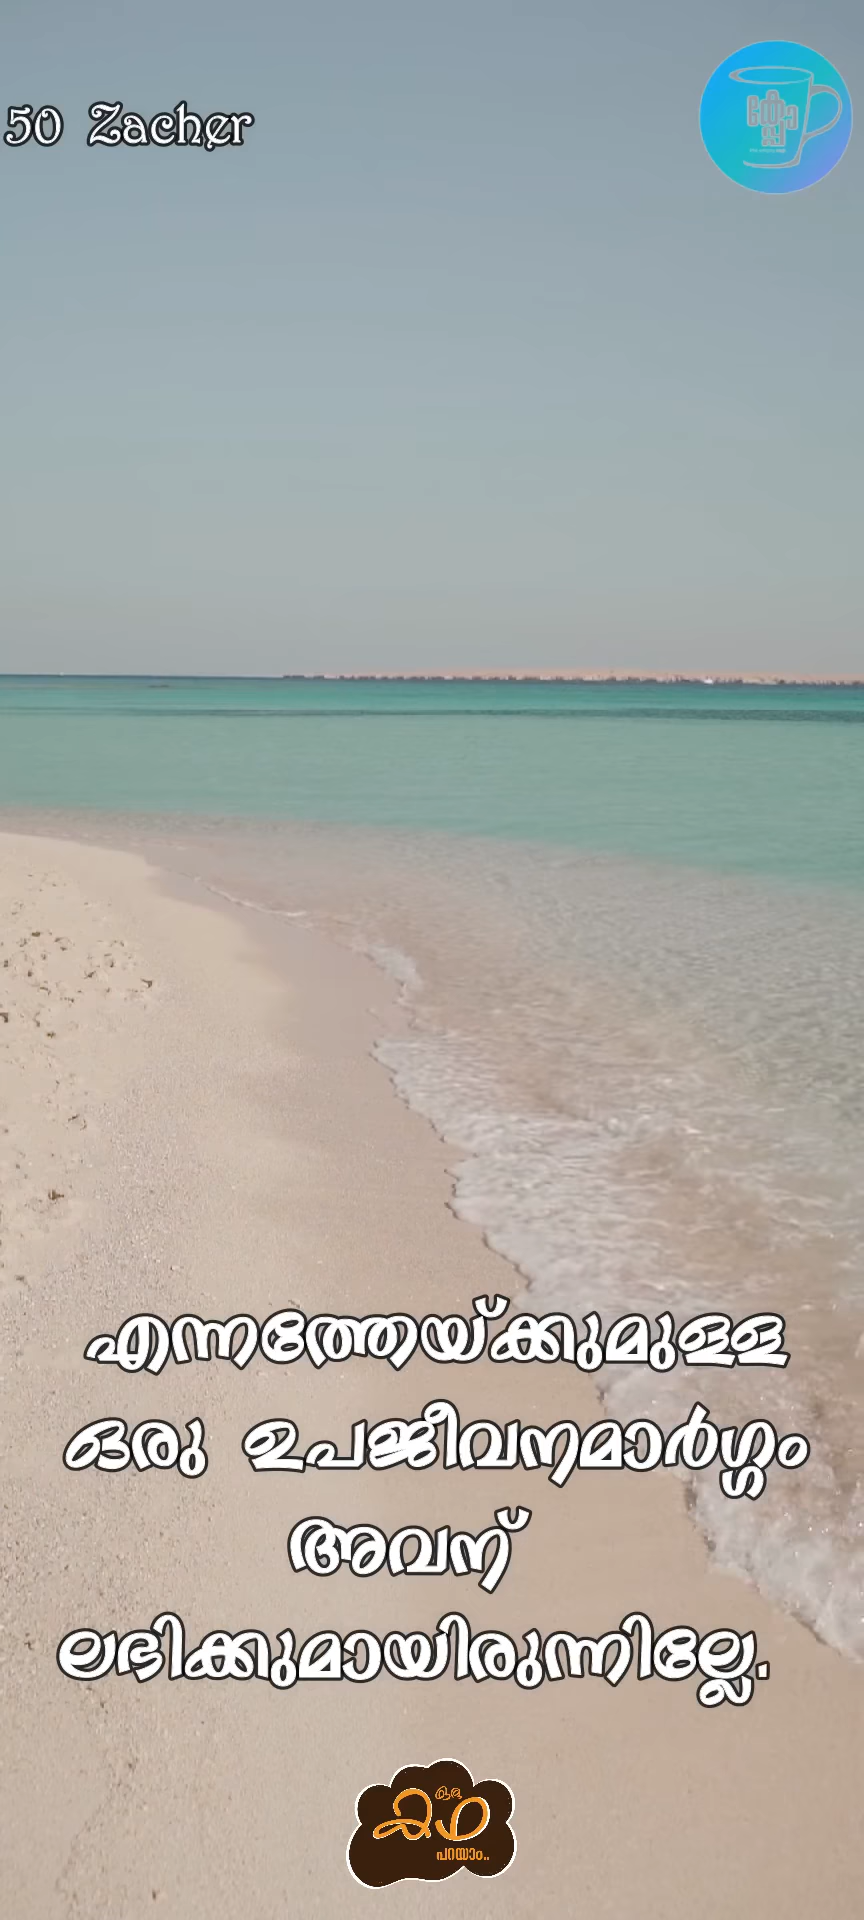 50 Zacher
എന്നത്തേയ്ക്കുമുള്ള
ഒരു ഉപജീവനമാർഗ്ഗം
അവന്
ലഭിക്കുമായിരുന്നില്ലേ.
ഒരു
കഥ
പറയാം..